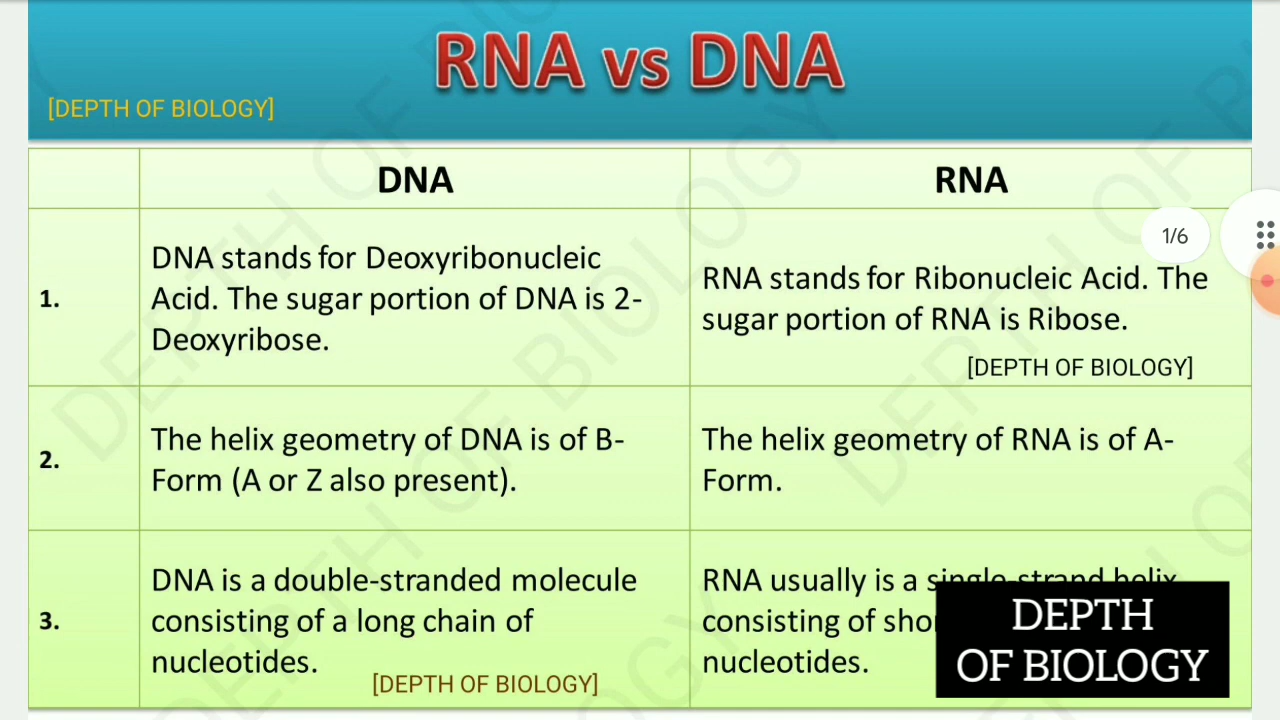 RNA vs DNA
[DEPTH OF BIOLOGY]
DNA
RNA
1.
DNA stands for Deoxyribonucleic
Acid. The sugar portion of DNA is 2-
Deoxyribose.
RNA stands for Ribonucleic Acid. The
sugar portion of RNA is Ribose.
[DEPTH OF BIOLOGY]
1/6
2.
The helix geometry of DNA is of B-
Form (A or Z also present).
The helix geometry of RNA is of A-
Form.
3.
DNA is a double-stranded molecule
consisting of a long chain of
nucleotides.
[DEPTH OF BIOLOGY]
RNA usually is a single-strand helix
consisting of
nucleotides.
DEPTH
OF BIOLOGY